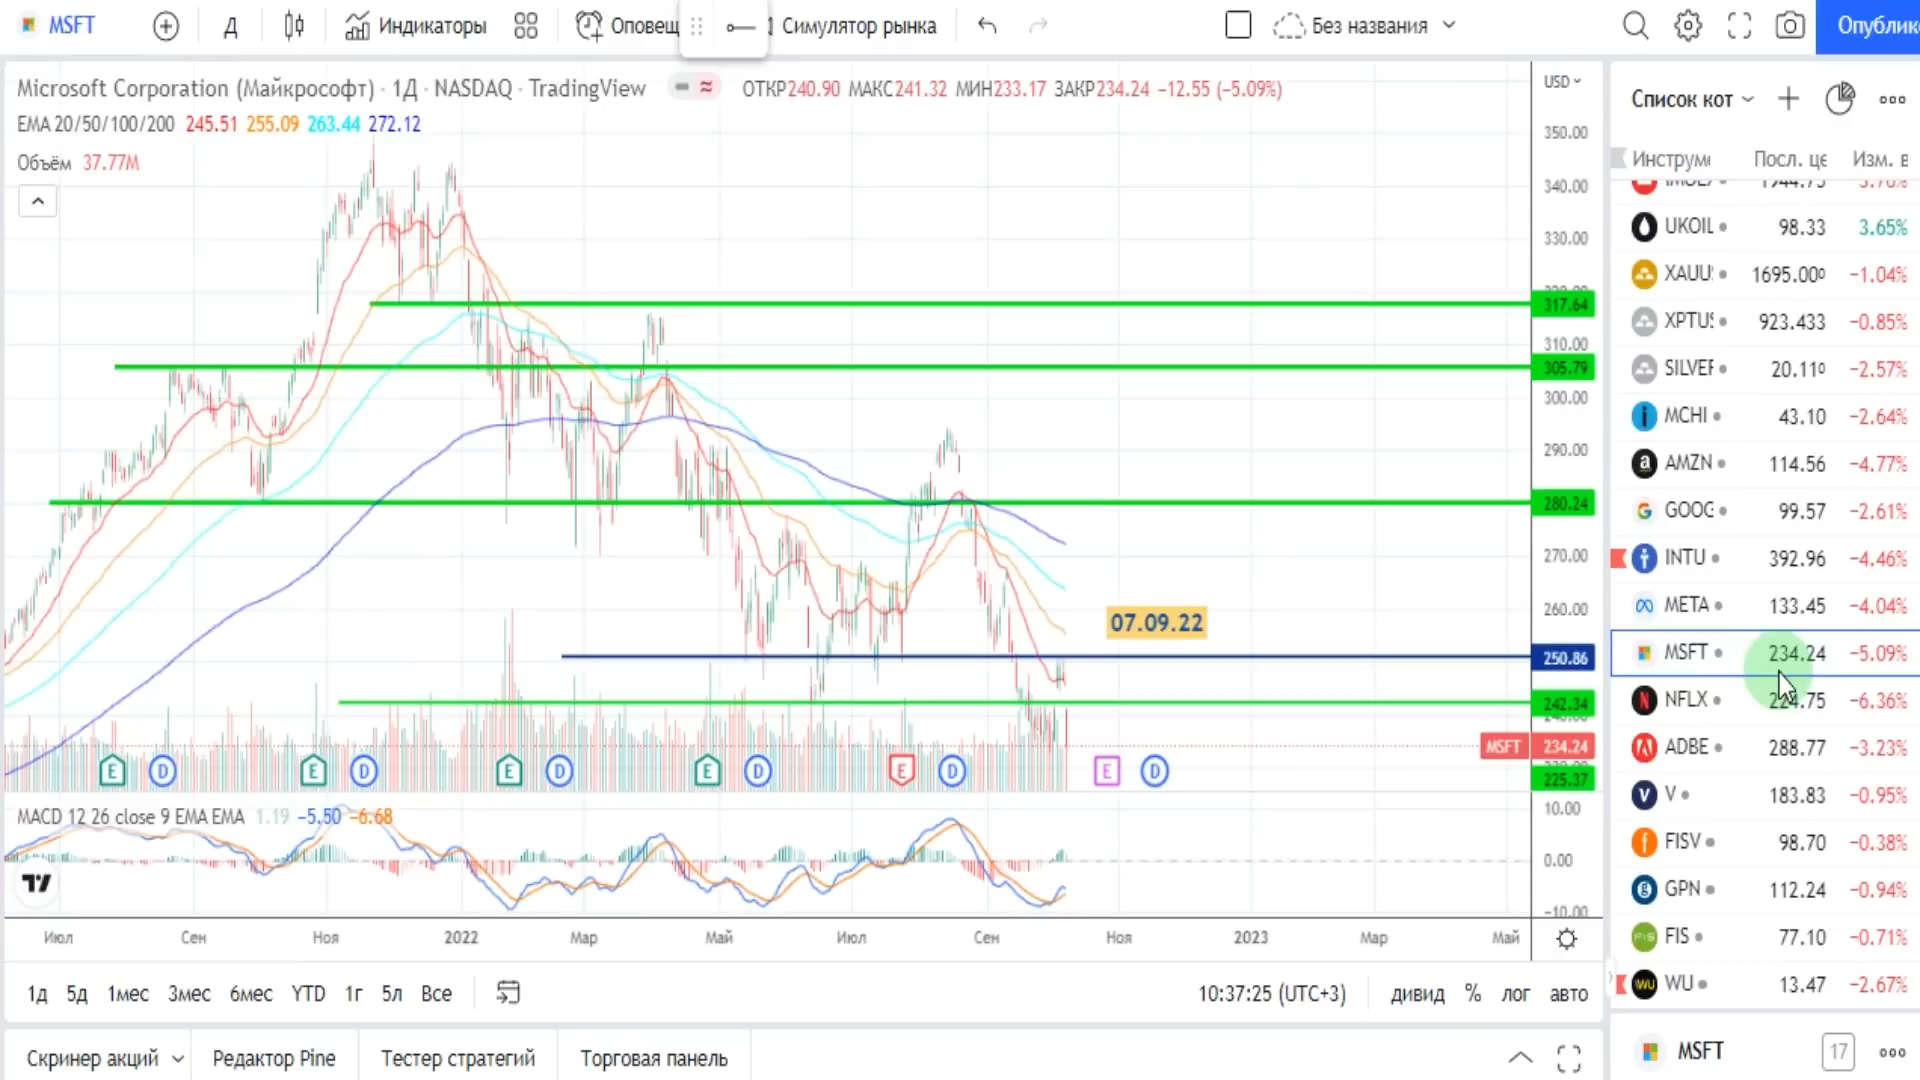 MSFT
Д
Индикаторы
Оповещ
Симулятор рынка
Без названия
Опублик
Microsoft Corporation (Майкрософт) · 1Д · NASDAQ · TradingView
ОТКР240.90 МАКС241.32 МИН233.17 ЗАКР234.24 −12.55 (−5.09%)
EMA 20/50/100/200 245.51 255.09 263.44 272.12
Объём 37.77M
USD
350.00
340.00
330.00
317.64
310.00
305.79
300.00
290.00
280.24
270.00
260.00
07.09.22
250.86
242.34
MSFT 234.24
225.37
E D E D E D E D E D E D
MACD 12 26 close 9 EMA EMA 1.19 −5.50 −6.68
10.00
0.00
−10.00
Июл Сен Ноя 2022 Мар Май Июл Сен Ноя 2023 Мар Май
1д 5д 1мес 3мес 6мес YTD 1г 5л Все
10:37:25 (UTC+3) дивид % лог авто
Скринер акций Редактор Pine Тестер стратегий Торговая панель
Список кот
Инструм Посл. це Изм. в
UKOIL 98.33 3.65%
XAUU 1695.00⁰ −1.04%
XPTUS 923.433 −0.85%
SILVER 20.11⁰ −2.57%
MCHI 43.10 −2.64%
AMZN 114.56 −4.77%
GOOG 99.57 −2.61%
INTU 392.96 −4.46%
META 133.45 −4.04%
MSFT 234.24 −5.09%
NFLX 224.75 −6.36%
ADBE 288.77 −3.23%
V 183.83 −0.95%
FISV 98.70 −0.38%
GPN 112.24 −0.94%
FIS 77.10 −0.71%
WU 13.47 −2.67%
MSFT 17